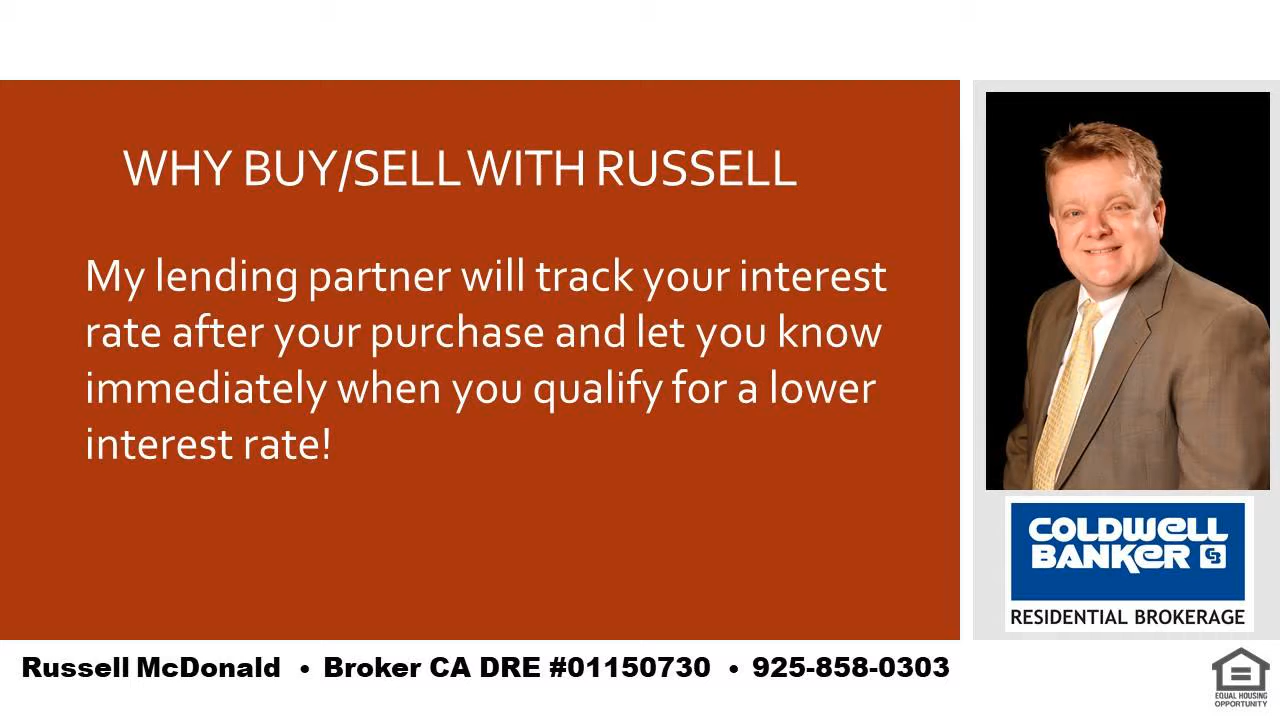 WHY BUY/SELL WITH RUSSELL
My lending partner will track your interest
rate after your purchase and let you know
immediately when you qualify for a lower
interest rate!
COLDWELL
BANKER CB
RESIDENTIAL BROKERAGE
Russell McDonald • Broker CA DRE #01150730 • 925-858-0303
EQUAL HOUSING
OPPORTUNITY